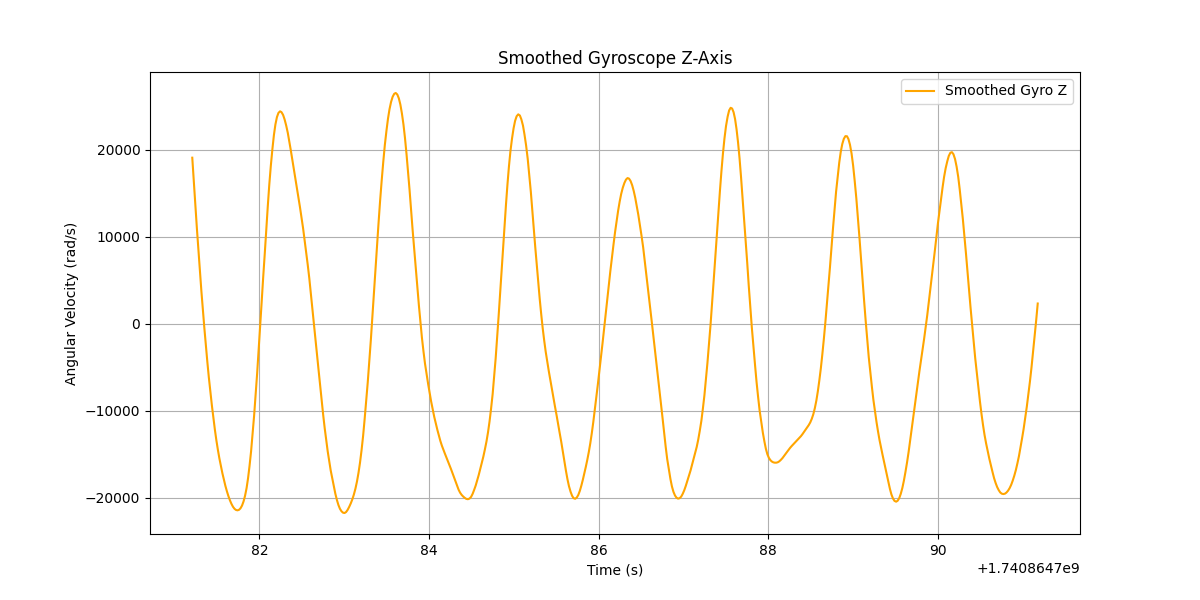 Smoothed Gyroscope Z-Axis
Smoothed Gyro Z
Angular Velocity (rad/s)
20000
10000
0
−10000
−20000
82 84 86 88 90
Time (s)
+1.7408647e9